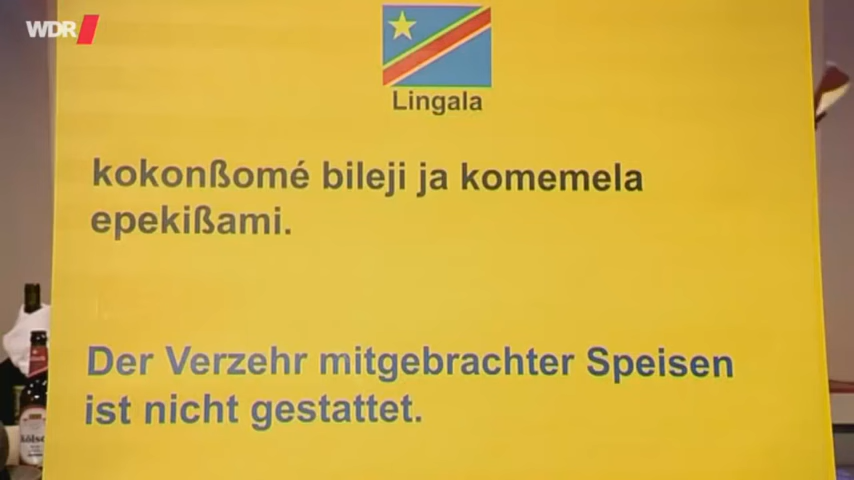 WDR
Lingala
kokonßomé bileji ja komemela
epekißami.
Der Verzehr mitgebrachter Speisen
ist nicht gestattet.